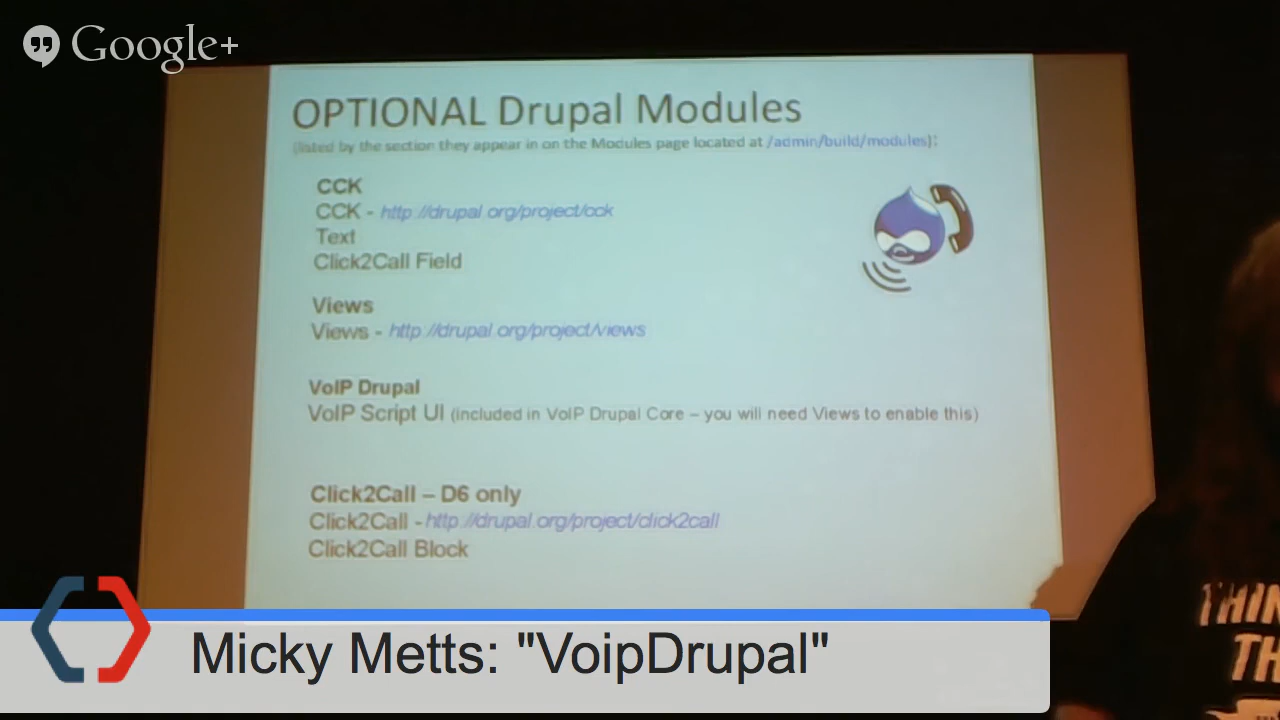 Google+
OPTIONAL Drupal Modules
(listed by the section they appear in on the Modules page located at /admin/build/modules):
CCK
CCK - http://drupal.org/project/cck
Text
Click2Call Field
Views
Views - http://drupal.org/project/views
VoIP Drupal
VoIP Script UI (included in VoIP Drupal Core – you will need Views to enable this)
Click2Call – D6 only
Click2Call - http://drupal.org/project/click2call
Click2Call Block
Micky Metts: "VoipDrupal"